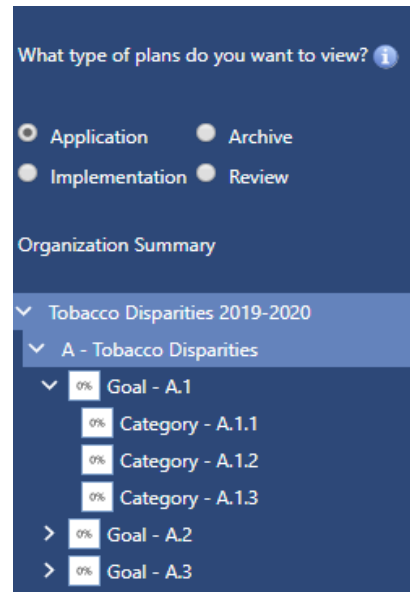 What type of plans do you want to view? i
Application Archive
Implementation Review
Organization Summary
Tobacco Disparities 2019-2020
A - Tobacco Disparities
0% Goal - A.1
0% Category - A.1.1
0% Category - A.1.2
0% Category - A.1.3
0% Goal - A.2
0% Goal - A.3